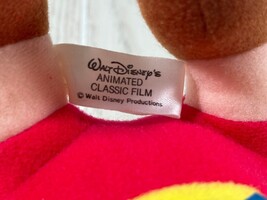 WALT DISNEY'S
ANIMATED
CLASSIC FILM
© Walt Disney Productions